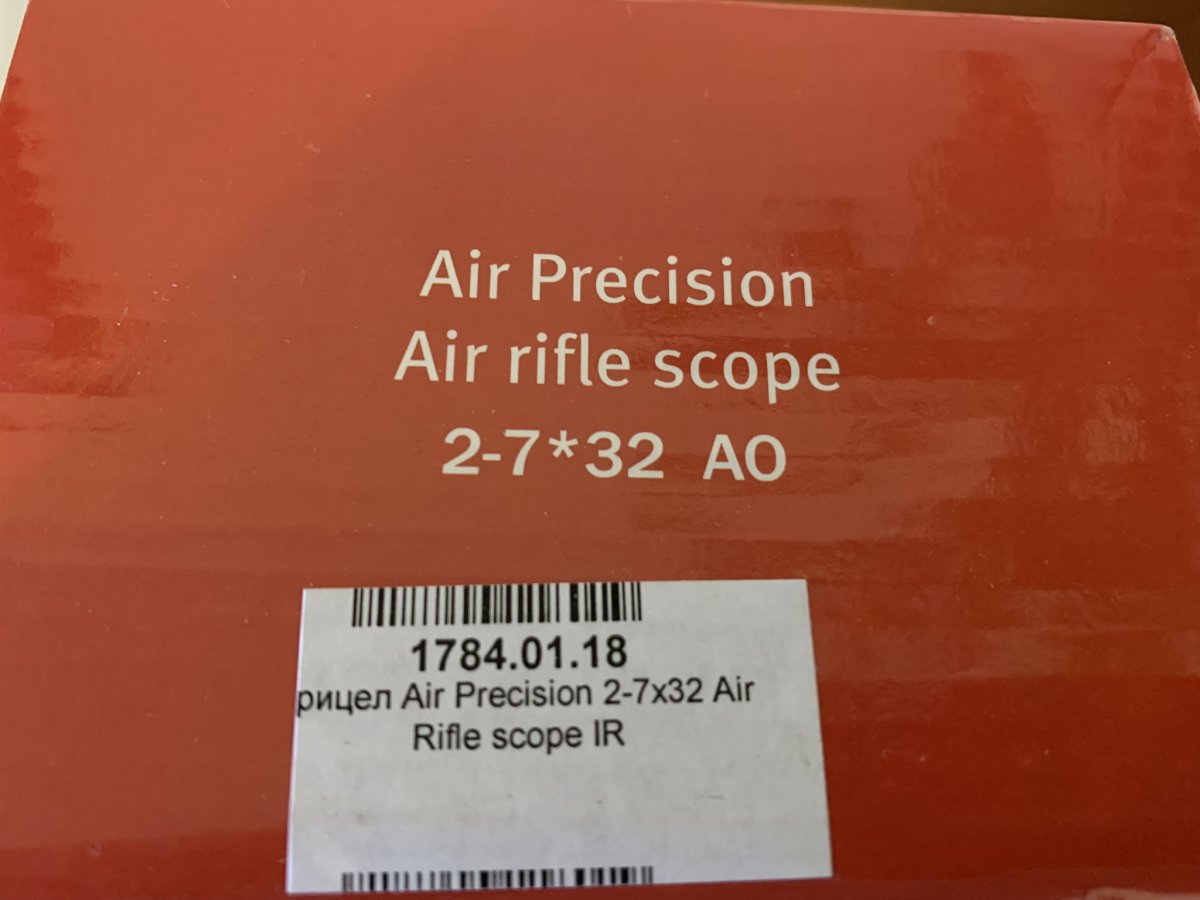 Air Precision
Air rifle scope
2-7*32 AO
1784.01.18
рицел Air Precision 2-7x32 Air
Rifle scope IR